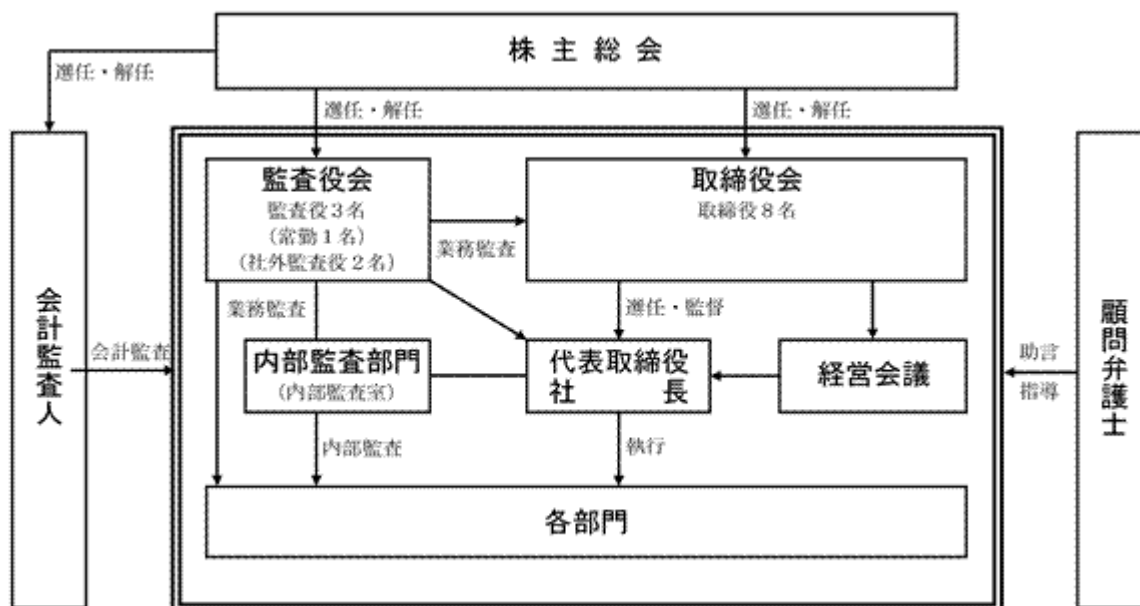 株主総会
選任・解任
選任・解任
選任・解任
監査役会
監査役3名
(常勤1名)
(社外監査役2名)
取締役会
取締役8名
業務監査
業務監査
選任・監督
会計監査人
会計監査
内部監査部門
(内部監査室)
代表取締役
社長
経営会議
助言
指導
顧問弁護士
内部監査
執行
各部門